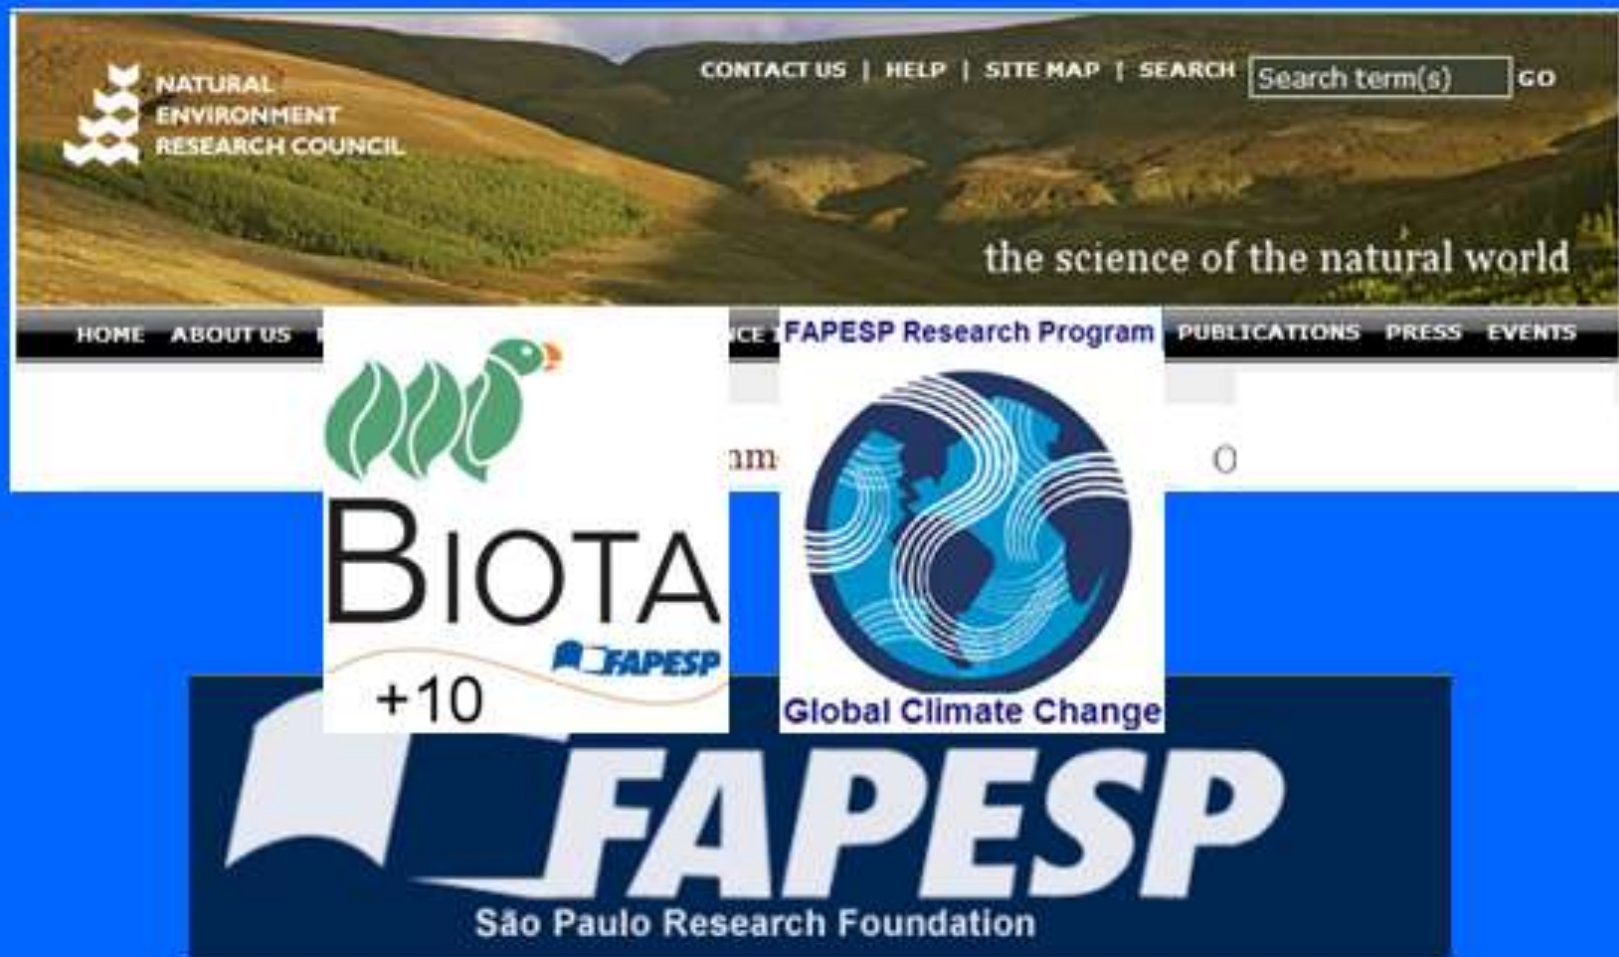 NATURAL
ENVIRONMENT
RESEARCH COUNCIL
CONTACT US | HELP | SITE MAP | SEARCH Search term(s) GO
the science of the natural world
HOME ABOUT US PUBLICATIONS PRESS EVENTS
FAPESP Research Program
BIOTA
FAPESP
+10
Global Climate Change
FAPESP
São Paulo Research Foundation